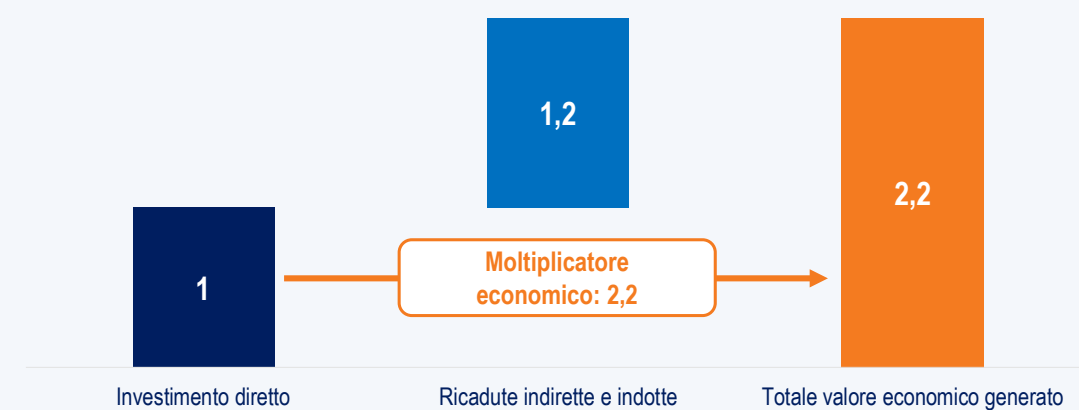 1,2
2,2
Moltiplicatore
economico: 2,2
1
Investimento diretto
Ricadute indirette e indotte
Totale valore economico generato